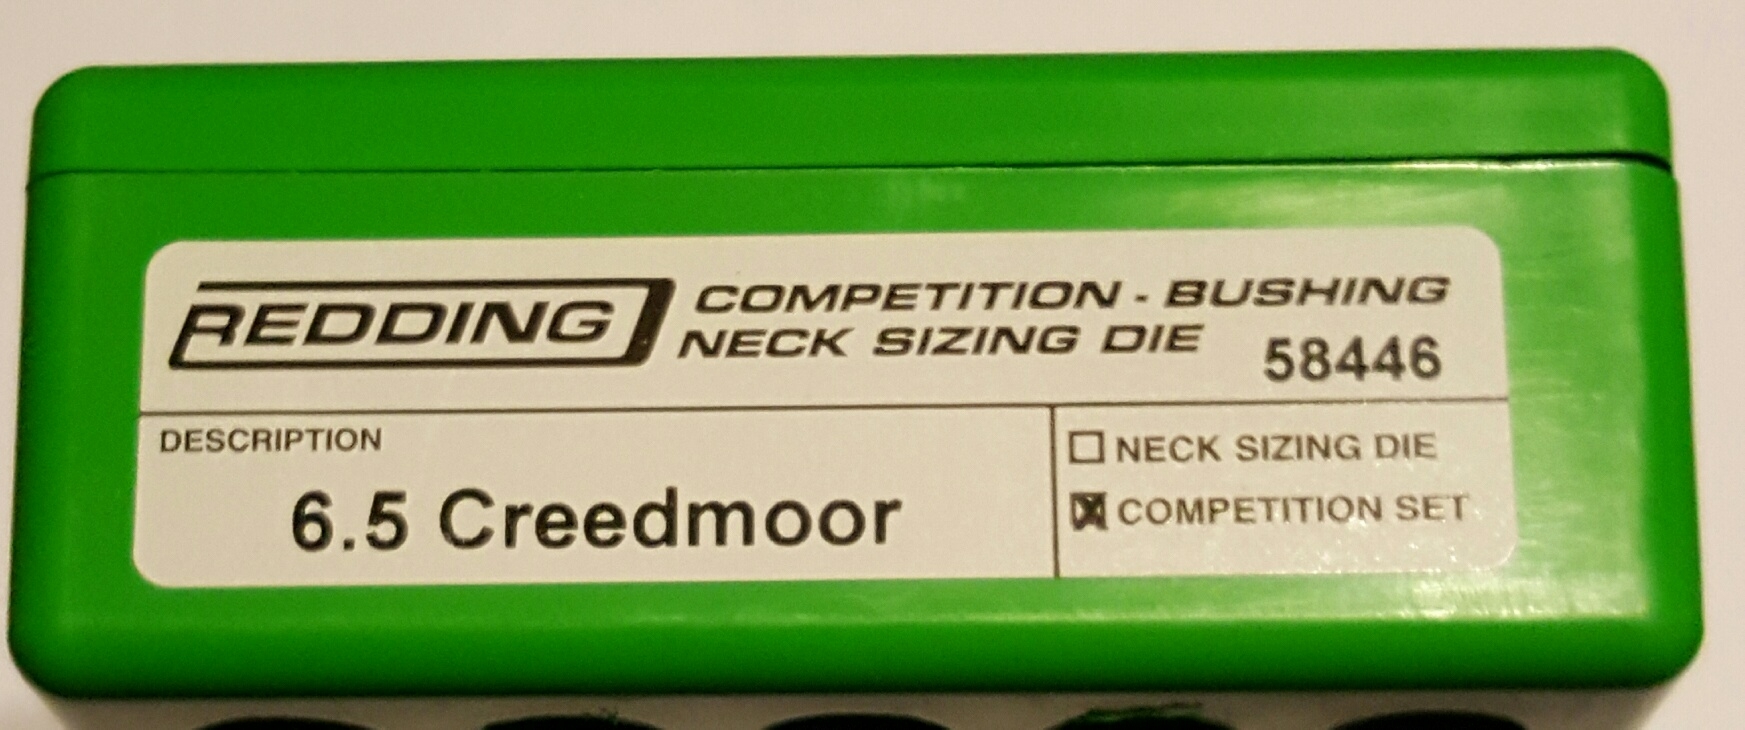 REDDING
COMPETITION - BUSHING
NECK SIZING DIE
58446
DESCRIPTION
6.5 Creedmoor
☐ NECK SIZING DIE
☒ COMPETITION SET